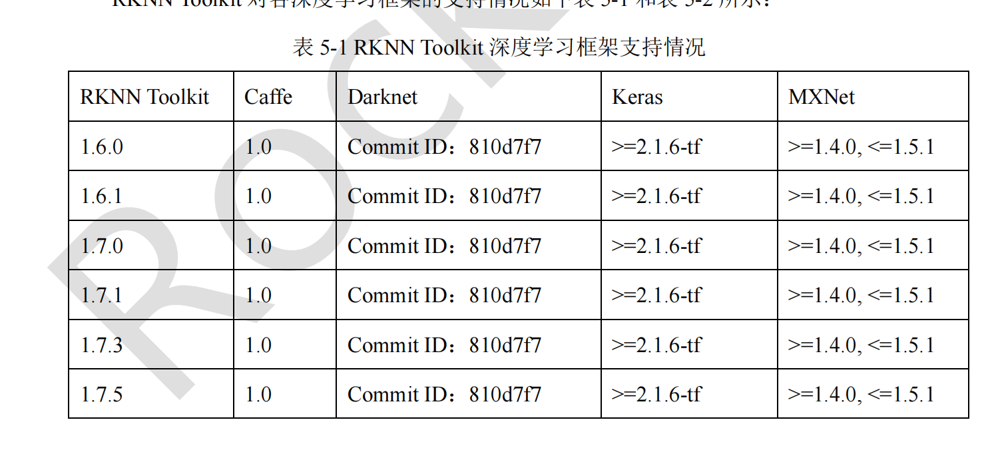 RKNN Toolkit 对各深度学习框架的支持情况如下表 5-1 和表 5-2 所示：
表 5-1 RKNN Toolkit 深度学习框架支持情况
RKNN Toolkit Caffe Darknet Keras MXNet
1.6.0 1.0 Commit ID：810d7f7 >=2.1.6-tf >=1.4.0, <=1.5.1
1.6.1 1.0 Commit ID：810d7f7 >=2.1.6-tf >=1.4.0, <=1.5.1
1.7.0 1.0 Commit ID：810d7f7 >=2.1.6-tf >=1.4.0, <=1.5.1
1.7.1 1.0 Commit ID：810d7f7 >=2.1.6-tf >=1.4.0, <=1.5.1
1.7.3 1.0 Commit ID：810d7f7 >=2.1.6-tf >=1.4.0, <=1.5.1
1.7.5 1.0 Commit ID：810d7f7 >=2.1.6-tf >=1.4.0, <=1.5.1
ROCK